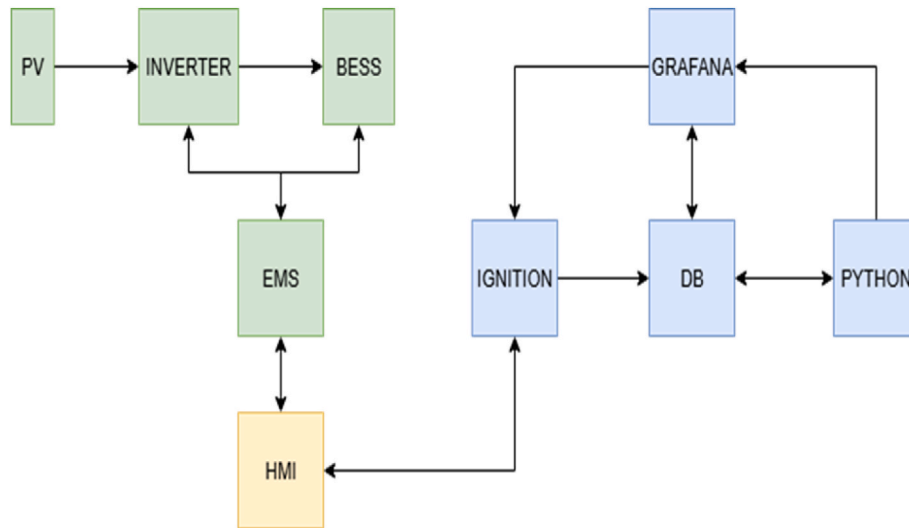 PV
INVERTER
BESS
GRAFANA
EMS
IGNITION
DB
PYTHON
HMI